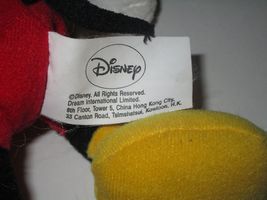 Disney
©Disney, All Rights Reserved.
Dream International Limited.
8th Floor, Tower 5, China Hong Kong City,
33 Canton Road, Tsimshatsui, Kowloon, H.K.